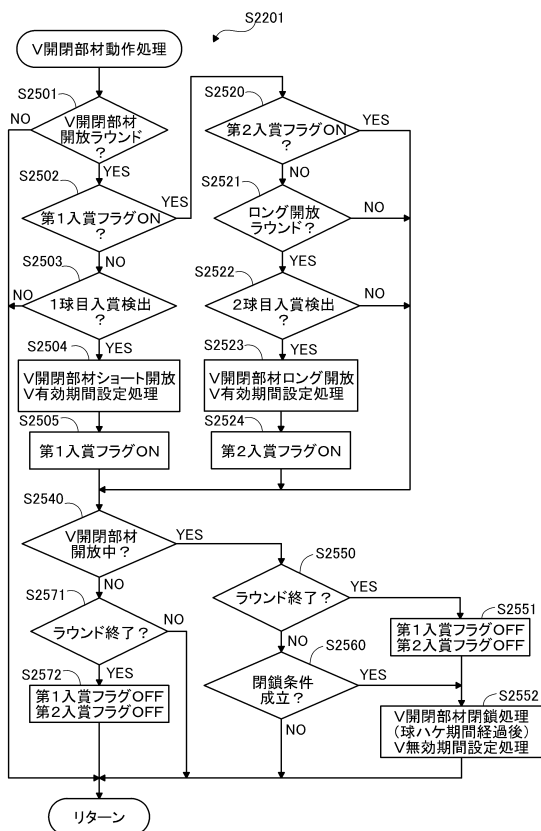 S2201
V開閉部材動作処理
S2501
V開閉部材
開放ラウンド
?
NO
YES
S2502
第1入賞フラグON
?
YES
NO
S2503
1球目入賞検出
?
NO
YES
S2504
V開閉部材ショート開放
V有効期間設定処理
S2505
第1入賞フラグON
S2520
第2入賞フラグON
?
YES
NO
S2521
ロング開放
ラウンド?
NO
YES
S2522
2球目入賞検出
?
NO
YES
S2523
V開閉部材ロング開放
V有効期間設定処理
S2524
第2入賞フラグON
S2540
V開閉部材
開放中?
YES
NO
S2571
ラウンド終了?
NO
YES
S2572
第1入賞フラグOFF
第2入賞フラグOFF
S2550
ラウンド終了?
YES
NO
S2551
第1入賞フラグOFF
第2入賞フラグOFF
S2560
閉鎖条件
成立?
YES
NO
S2552
V開閉部材閉鎖処理
(球ハケ期間経過後)
V無効期間設定処理
リターン